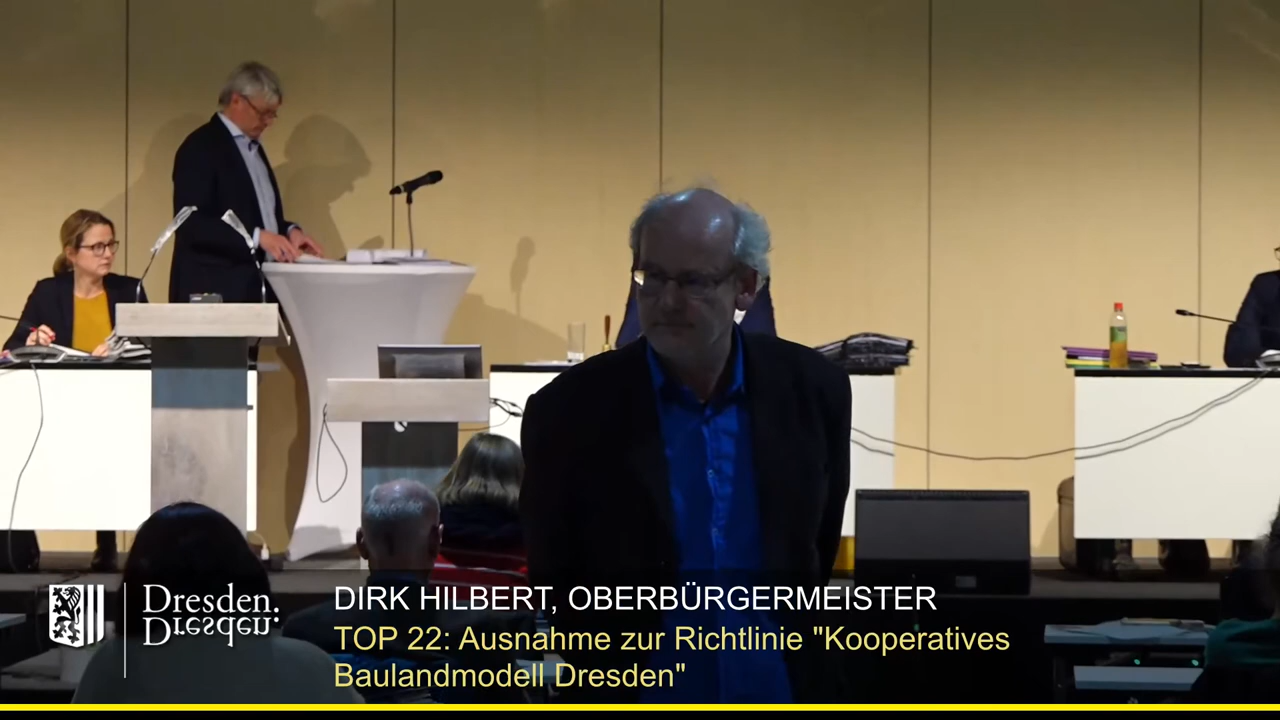 Dresden.
Dresden.
DIRK HILBERT, OBERBÜRGERMEISTER
TOP 22: Ausnahme zur Richtlinie "Kooperatives
Baulandmodell Dresden"